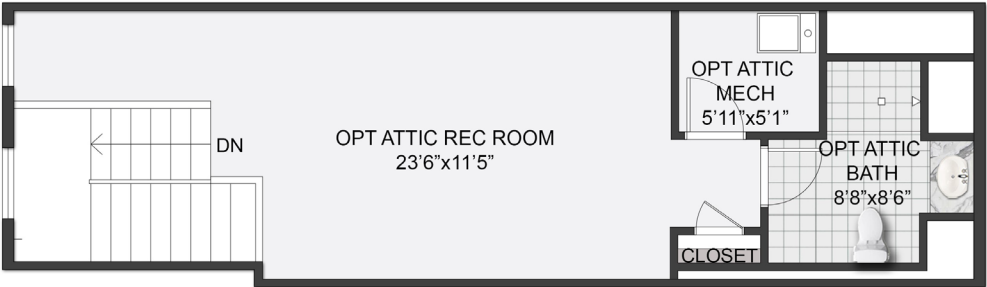 OPT ATTIC
MECH
5'11"x5'1"
DN
OPT ATTIC REC ROOM
23'6"x11'5"
OPT ATTIC
BATH
8'8"x8'6"
CLOSET